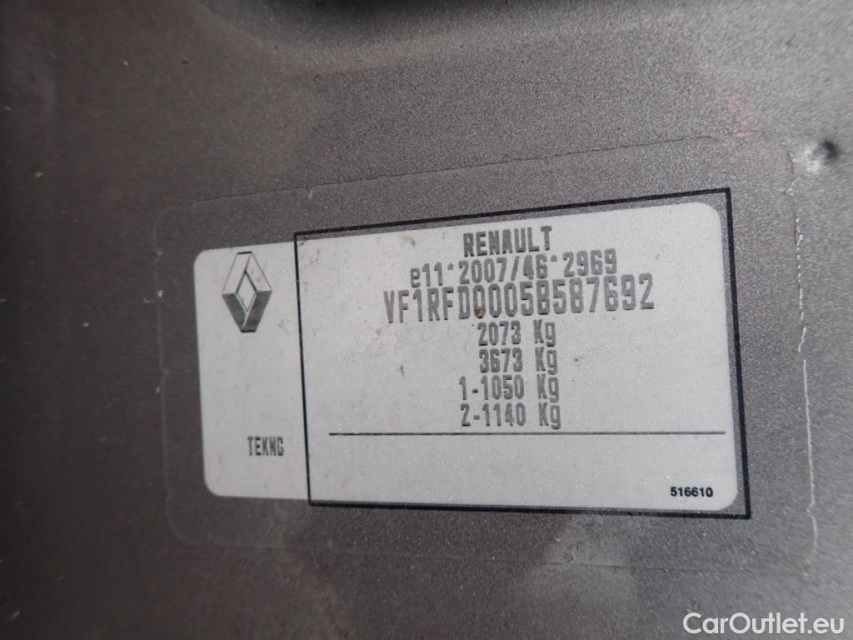 RENAULT
e11*2007/46*2969
VF1RFD00058587692
2073 Kg
3673 Kg
1-1050 Kg
2-1140 Kg
TEKNG
516610
CarOutlet.eu